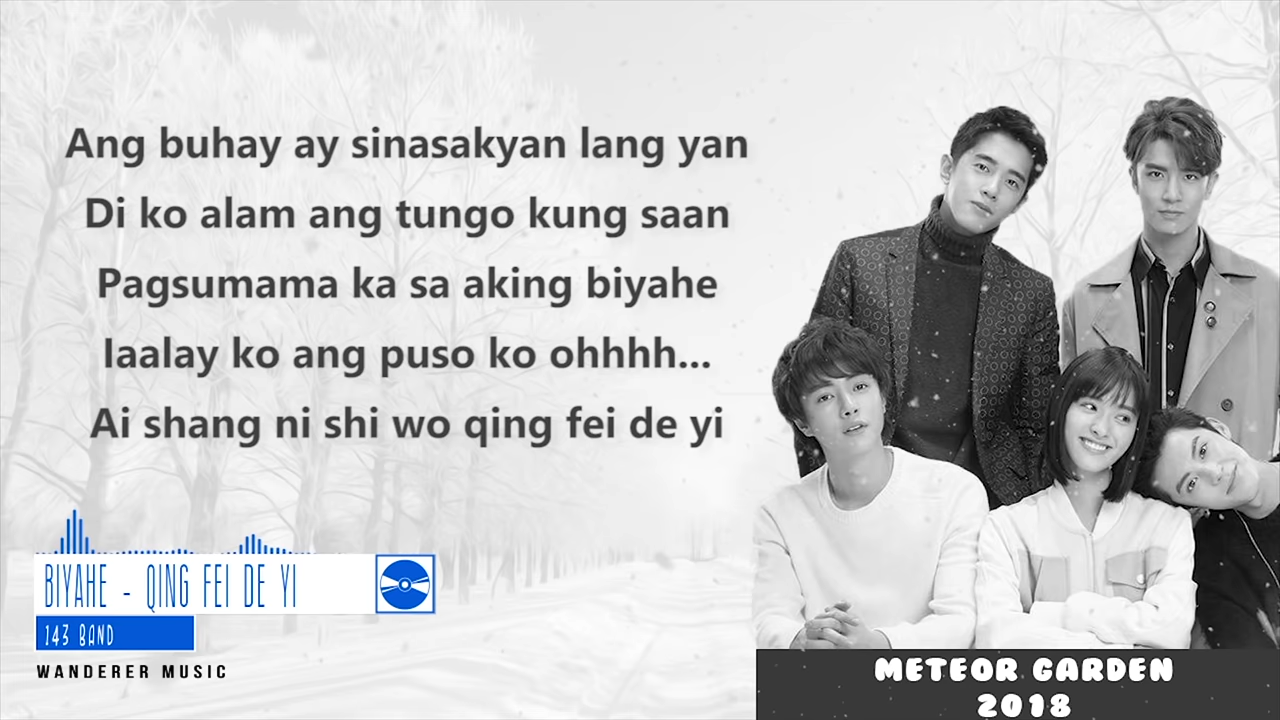 Ang buhay ay sinasakyan lang yan
Di ko alam ang tungo kung saan
Pagsumama ka sa aking biyahe
Iaalay ko ang puso ko ohhhh...
Ai shang ni shi wo qing fei de yi
BIYAHE - QING FEI DE YI
143 BAND
WANDERER MUSIC
METEOR GARDEN
2018